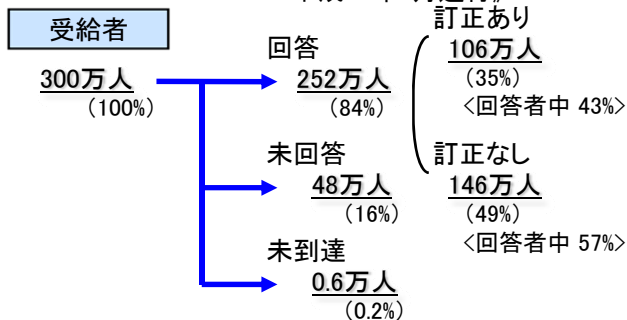 受給者
300万人
(100%)
回答
252万人
(84%)
訂正あり
106万人
(35%)
<回答者中 43%>
訂正なし
146万人
(49%)
<回答者中 57%>
未回答
48万人
(16%)
未到達
0.6万人
(0.2%)